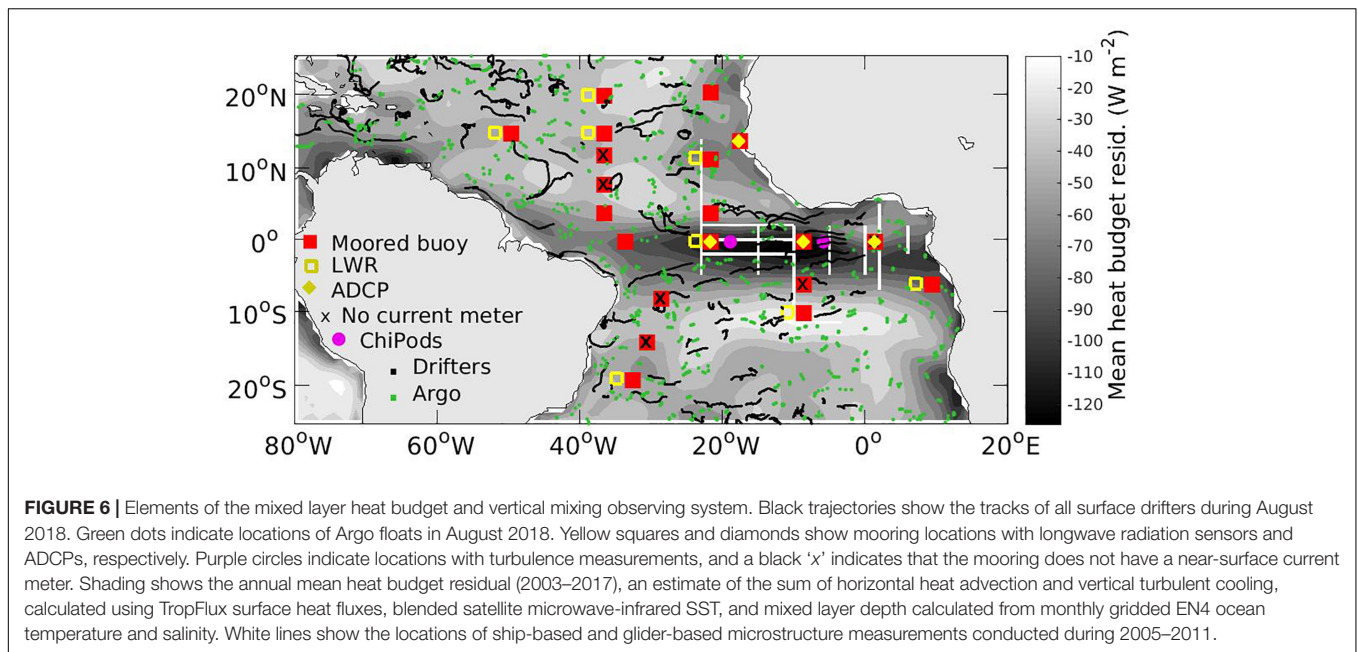 20°N
10°N
0°
10°S
20°S
80°W
60°W
40°W
20°W
0°
20°E
Moored buoy
LWR
ADCP
x No current meter
ChiPods
Drifters
Argo
-10
-20
-30
-40
-50
-60
-70
-80
-90
-100
-110
-120
Mean heat budget resid. (W m⁻²)
FIGURE 6 | Elements of the mixed layer heat budget and vertical mixing observing system. Black trajectories show the tracks of all surface drifters during August
2018. Green dots indicate locations of Argo floats in August 2018. Yellow squares and diamonds show mooring locations with longwave radiation sensors and
ADCPs, respectively. Purple circles indicate locations with turbulence measurements, and a black ‘x’ indicates that the mooring does not have a near-surface current
meter. Shading shows the annual mean heat budget residual (2003–2017), an estimate of the sum of horizontal heat advection and vertical turbulent cooling,
calculated using TropFlux surface heat fluxes, blended satellite microwave-infrared SST, and mixed layer depth calculated from monthly gridded EN4 ocean
temperature and salinity. White lines show the locations of ship-based and glider-based microstructure measurements conducted during 2005–2011.